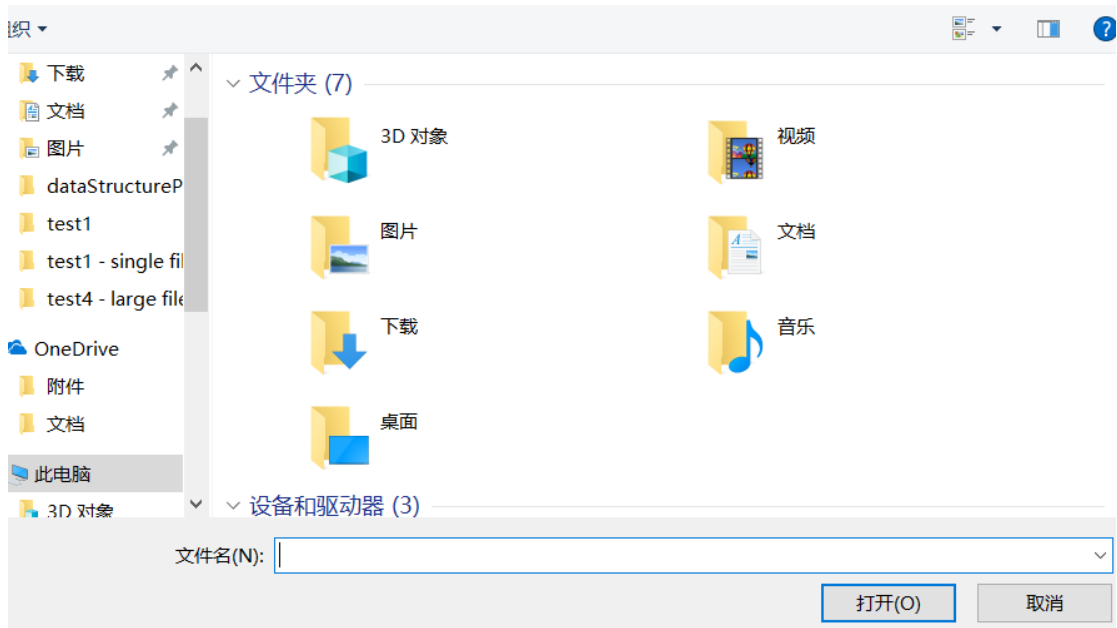 组织
下载
文档
图片
dataStructureP
test1
test1 - single fil
test4 - large file
OneDrive
附件
文档
此电脑
3D 对象
文件夹 (7)
3D 对象
视频
图片
文档
下载
音乐
桌面
设备和驱动器 (3)
文件名(N):
打开(O)
取消